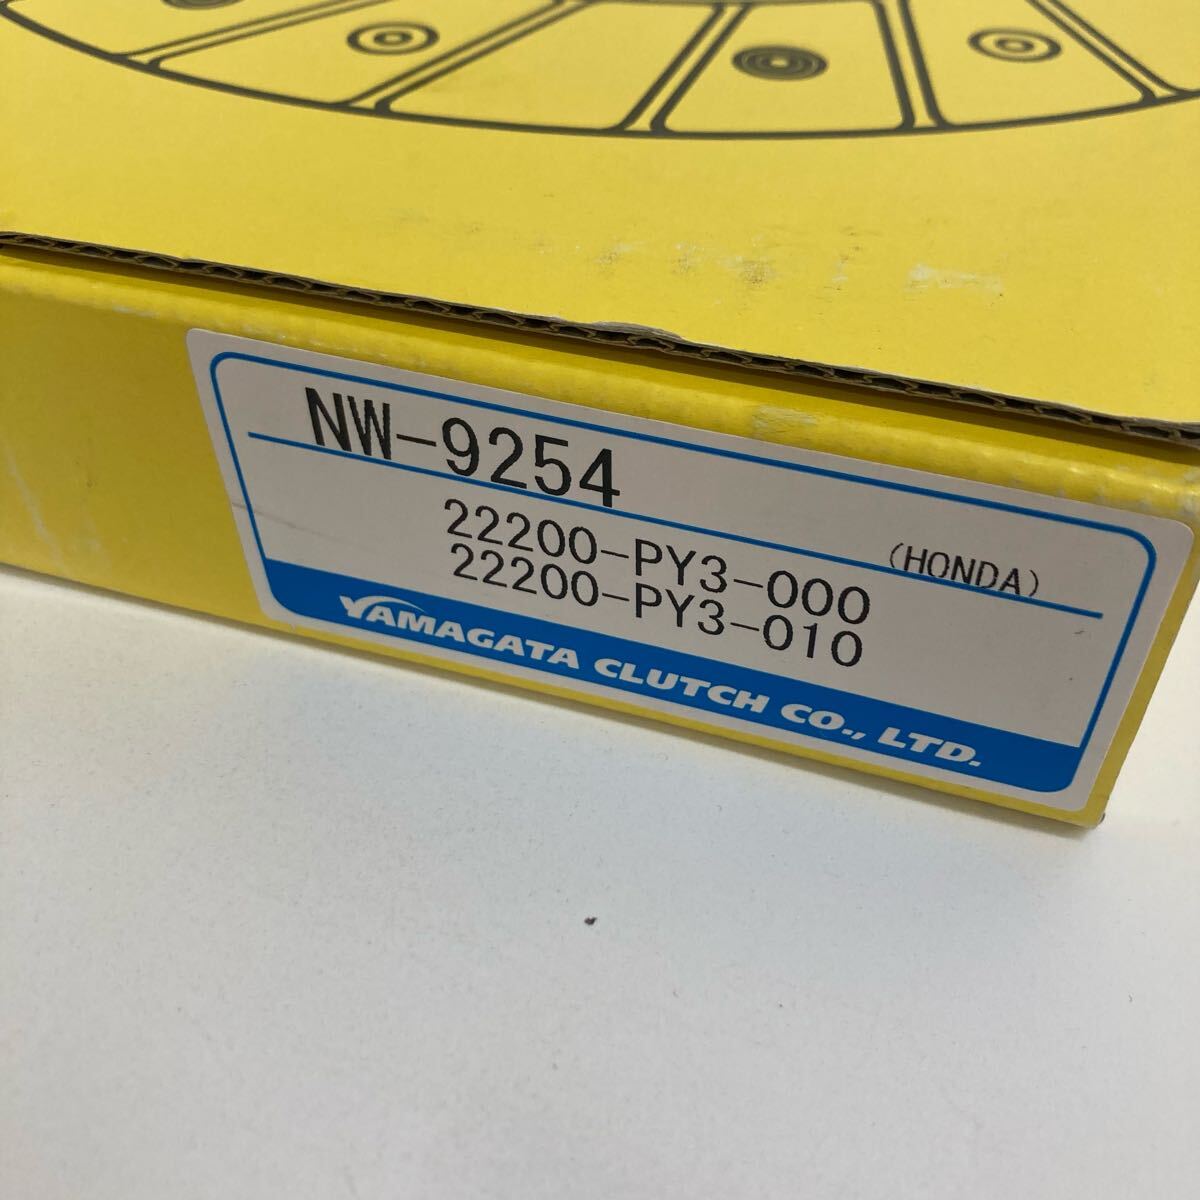 NW-9254
(HONDA)
22200-PY3-000
22200-PY3-010
YAMAGATA CLUTCH CO., LTD.